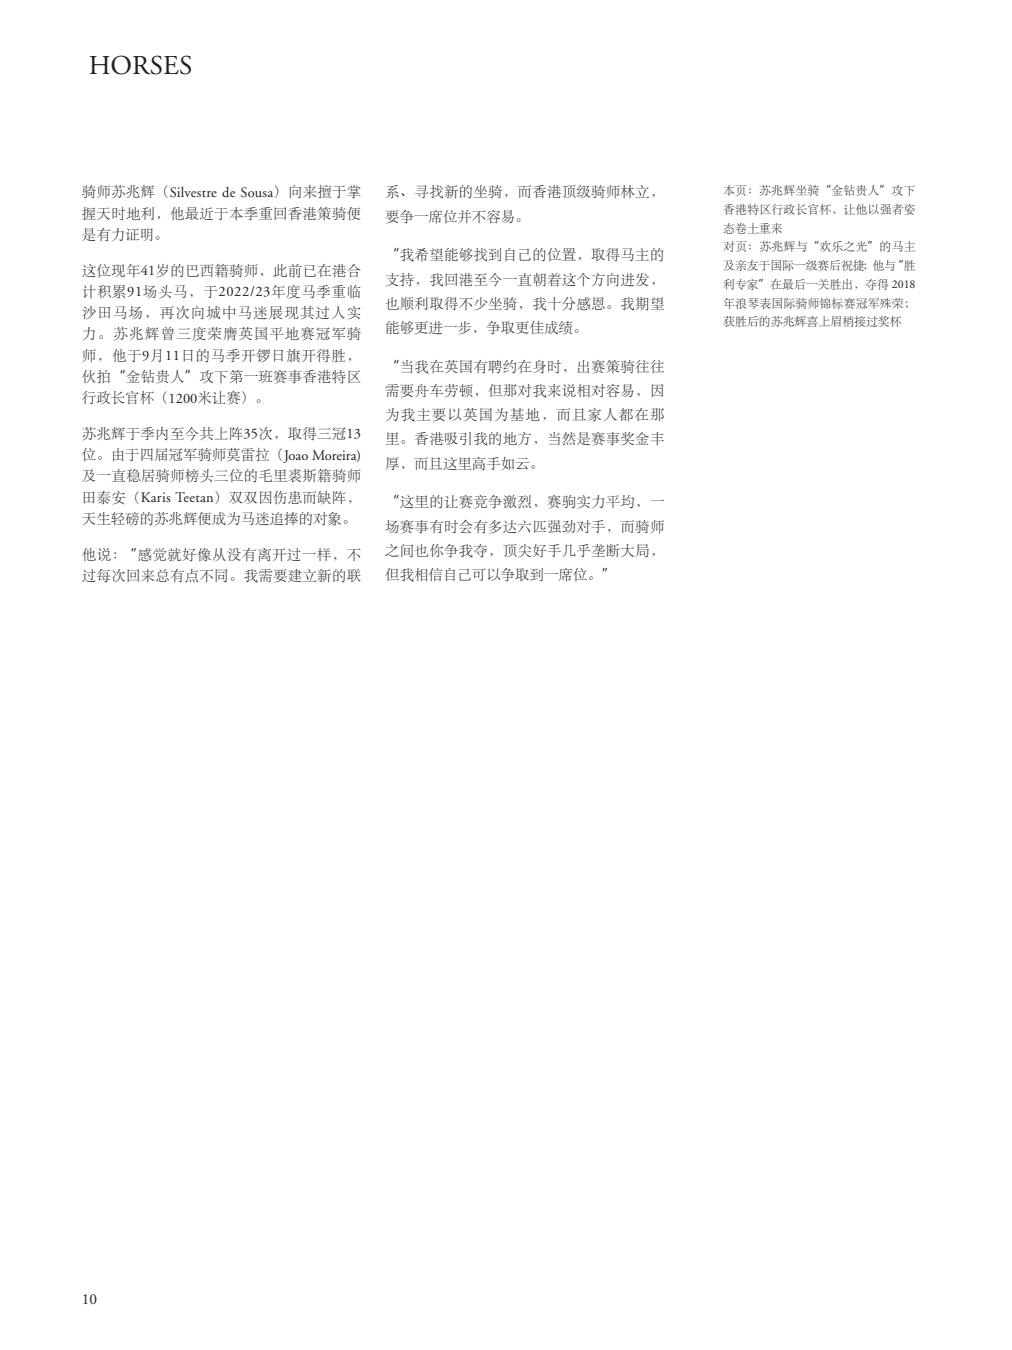 HORSES
骑师苏兆辉（Silvestre de Sousa）向来擅于掌
握天时地利，他最近于本季重回香港策骑便
是有力证明。
这位现年41岁的巴西籍骑师，此前已在港合
计积累91场头马，于2022/23年度马季重临
沙田马场，再次向城中马迷展现其过人实
力。苏兆辉曾三度荣膺英国平地赛冠军骑
师，他于9月11日的马季开锣日旗开得胜，
伙拍“金钻贵人”攻下第一班赛事香港特区
行政长官杯（1200米让赛）。
苏兆辉于季内至今共上阵35次，取得三冠13
位。由于四届冠军骑师莫雷拉（Joao Moreira)
及一直稳居骑师榜头三位的毛里裘斯籍骑师
田泰安（Karis Teetan）双双因伤患而缺阵，
天生轻磅的苏兆辉便成为马迷追捧的对象。
他说：“感觉就好像从没有离开过一样，不
过每次回来总有点不同。我需要建立新的联
系、寻找新的坐骑，而香港顶级骑师林立，
要争一席位并不容易。
“我希望能够找到自己的位置，取得马主的
支持，我回港至今一直朝着这个方向进发，
也顺利取得不少坐骑，我十分感恩。我期望
能够更进一步，争取更佳成绩。
“当我在英国有聘约在身时，出赛策骑往往
需要舟车劳顿，但那对我来说相对容易，因
为我主要以英国为基地，而且家人都在那
里。香港吸引我的地方，当然是赛事奖金丰
厚，而且这里高手如云。
“这里的让赛竞争激烈，赛驹实力平均，一
场赛事有时会有多达六匹强劲对手，而骑师
之间也你争我夺，顶尖好手几乎垄断大局，
但我相信自己可以争取到一席位。”
本页：苏兆辉坐骑“金钻贵人”攻下
香港特区行政长官杯，让他以强者姿
态卷土重来
对页：苏兆辉与“欢乐之光”的马主
及亲友于国际一级赛后祝捷; 他与“胜
利专家”在最后一关胜出，夺得 2018
年浪琴表国际骑师锦标赛冠军殊荣；
获胜后的苏兆辉喜上眉梢接过奖杯
10